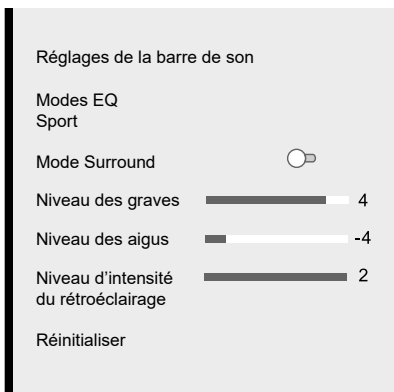 Réglages de la barre de son
Modes EQ
Sport
Mode Surround
Niveau des graves 4
Niveau des aigus -4
Niveau d’intensité 2
du rétroéclairage
Réinitialiser